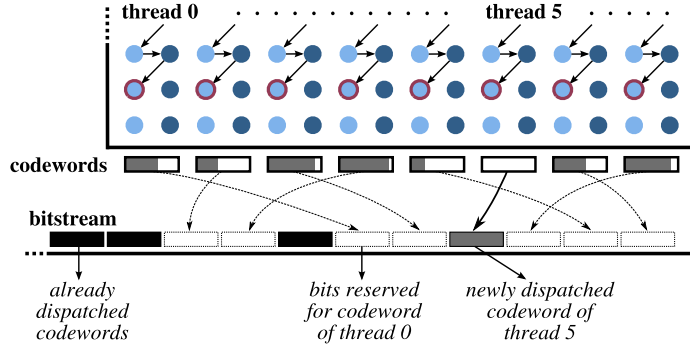 thread 0
thread 5
codewords
bitstream
already
dispatched
codewords
bits reserved
for codeword
of thread 0
newly dispatched
codeword of
thread 5